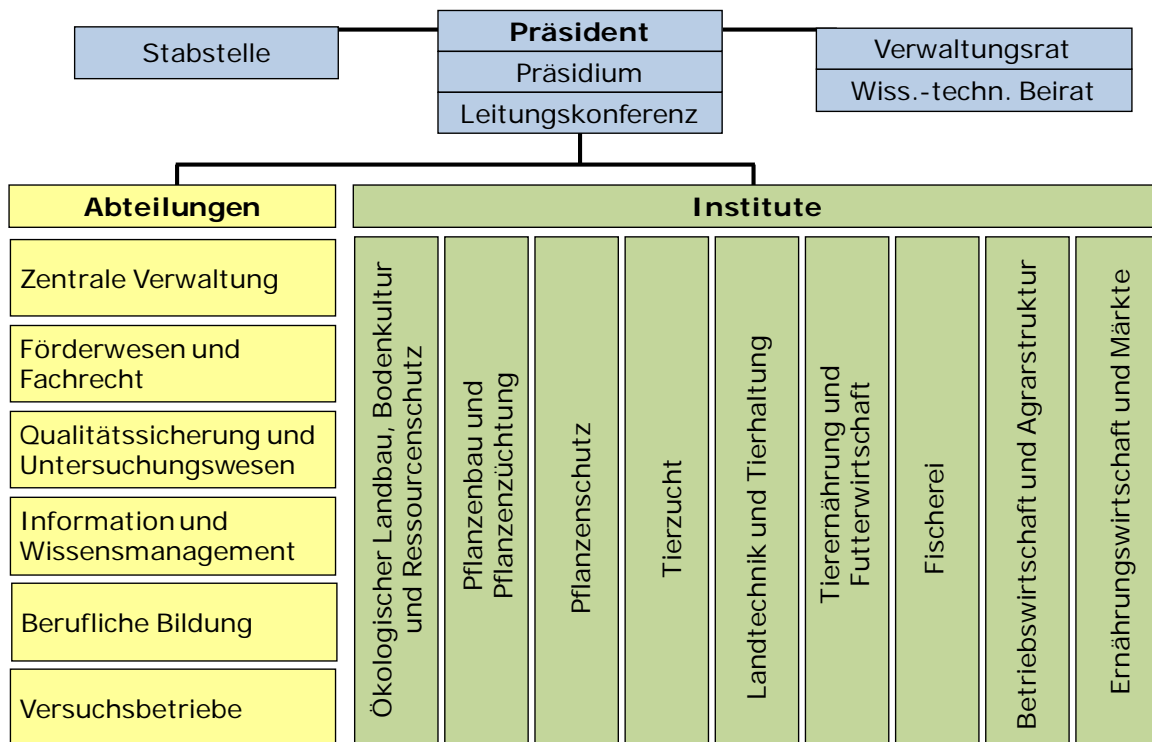 Stabstelle
Präsident
Präsidium
Leitungskonferenz
Verwaltungsrat
Wiss.-techn. Beirat
Abteilungen
Zentrale Verwaltung
Förderwesen und
Fachrecht
Qualitätssicherung und
Untersuchungswesen
Information und
Wissensmanagement
Berufliche Bildung
Versuchsbetriebe
Institute
Ökologischer Landbau, Bodenkultur
und Ressourcenschutz
Pflanzenbau und
Pflanzenzüchtung
Pflanzenschutz
Tierzucht
Landtechnik und Tierhaltung
Tierernährung und
Futterwirtschaft
Fischerei
Betriebswirtschaft und Agrarstruktur
Ernährungswirtschaft und Märkte